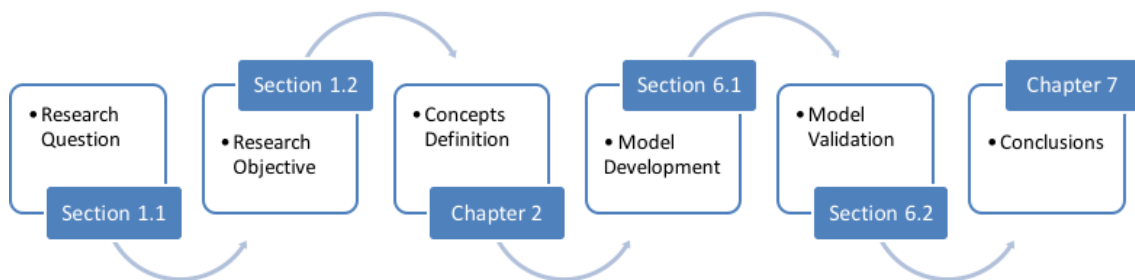 • Research
Question
Section 1.1
Section 1.2
• Research
Objective
• Concepts
Definition
Chapter 2
Section 6.1
• Model
Development
• Model
Validation
Section 6.2
Chapter 7
• Conclusions